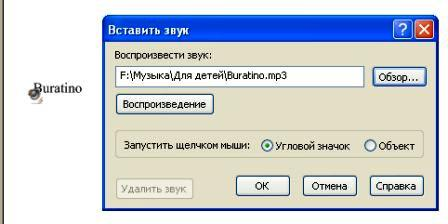 Вставить звук
Воспроизвести звук:
F:\Музыка\Для детей\Buratino.mp3
Обзор...
Buratino
Воспроизведение
Запустить щелчком мыши: Угловой значок Объект
Удалить звук
ОК Отмена Справка